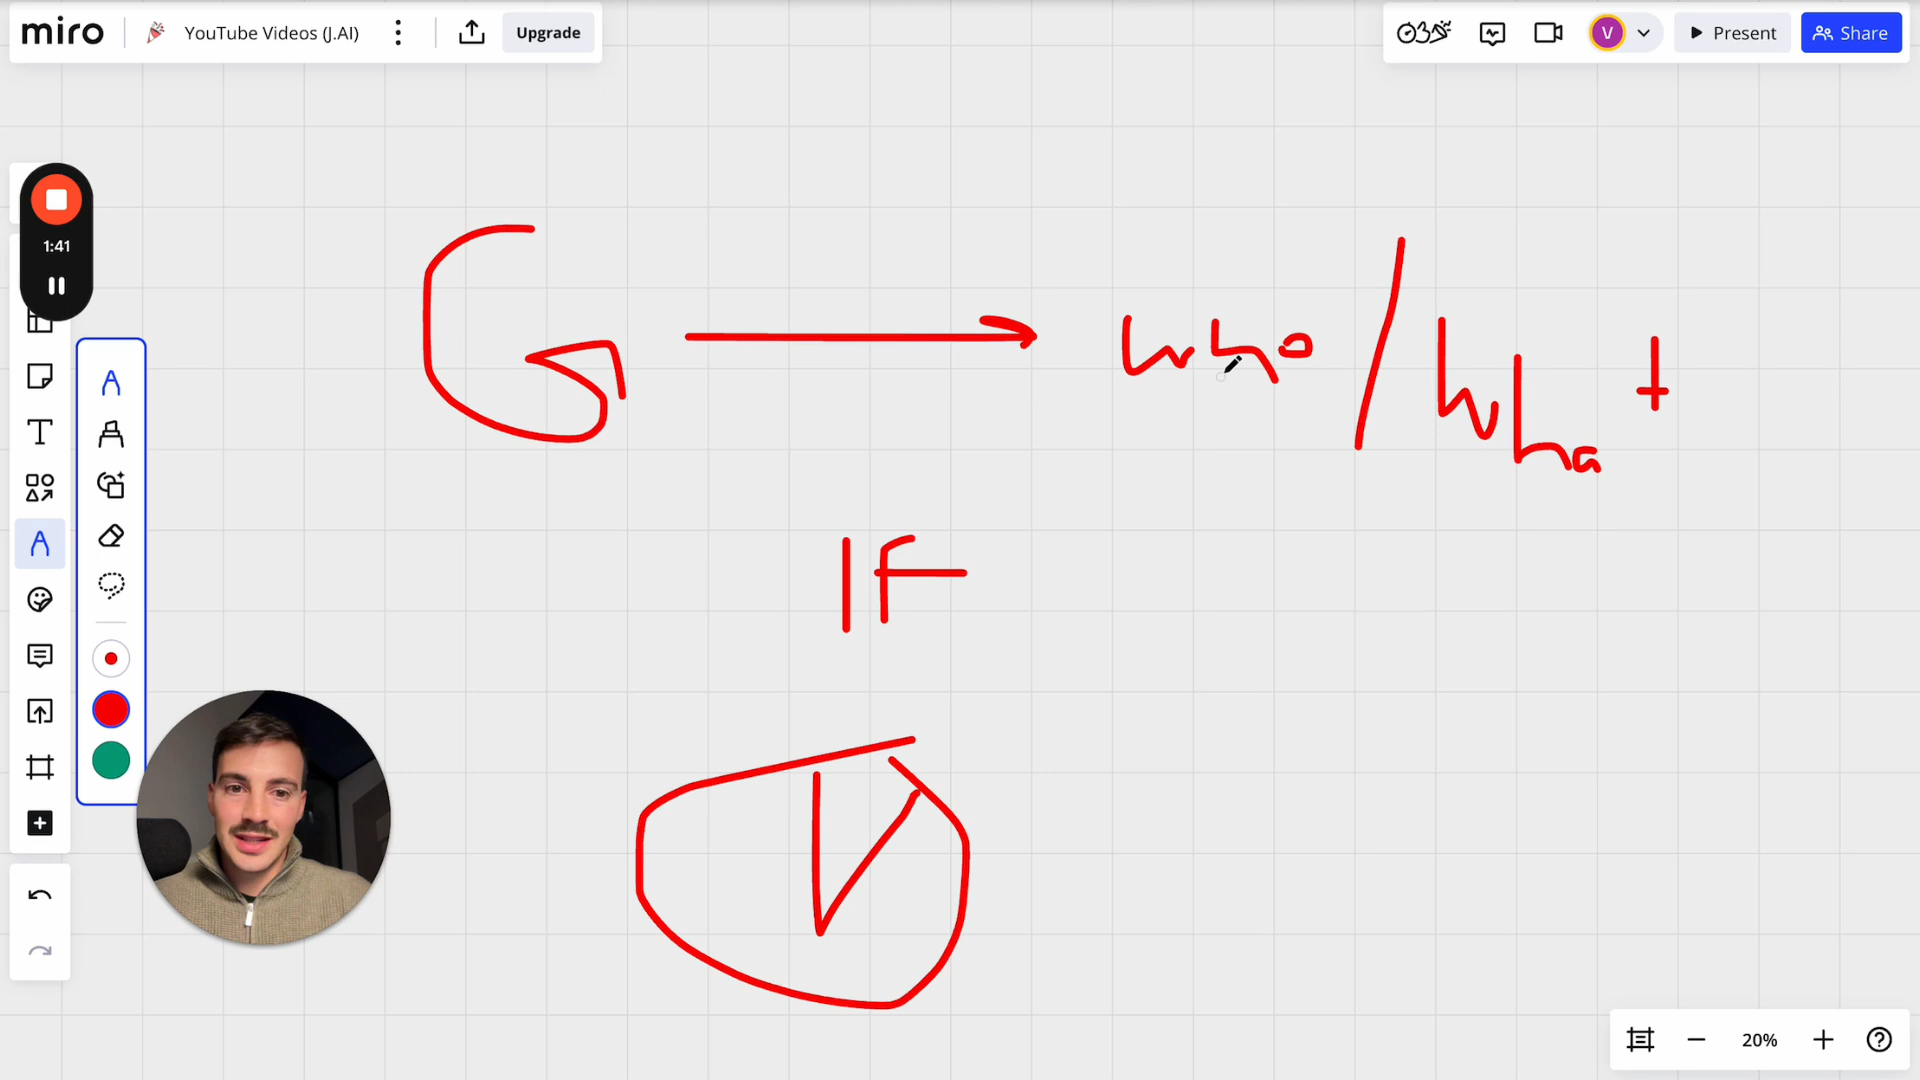 miro YouTube Videos (J.AI) Upgrade V Present Share
1:41
G who / what
IF
V
20%